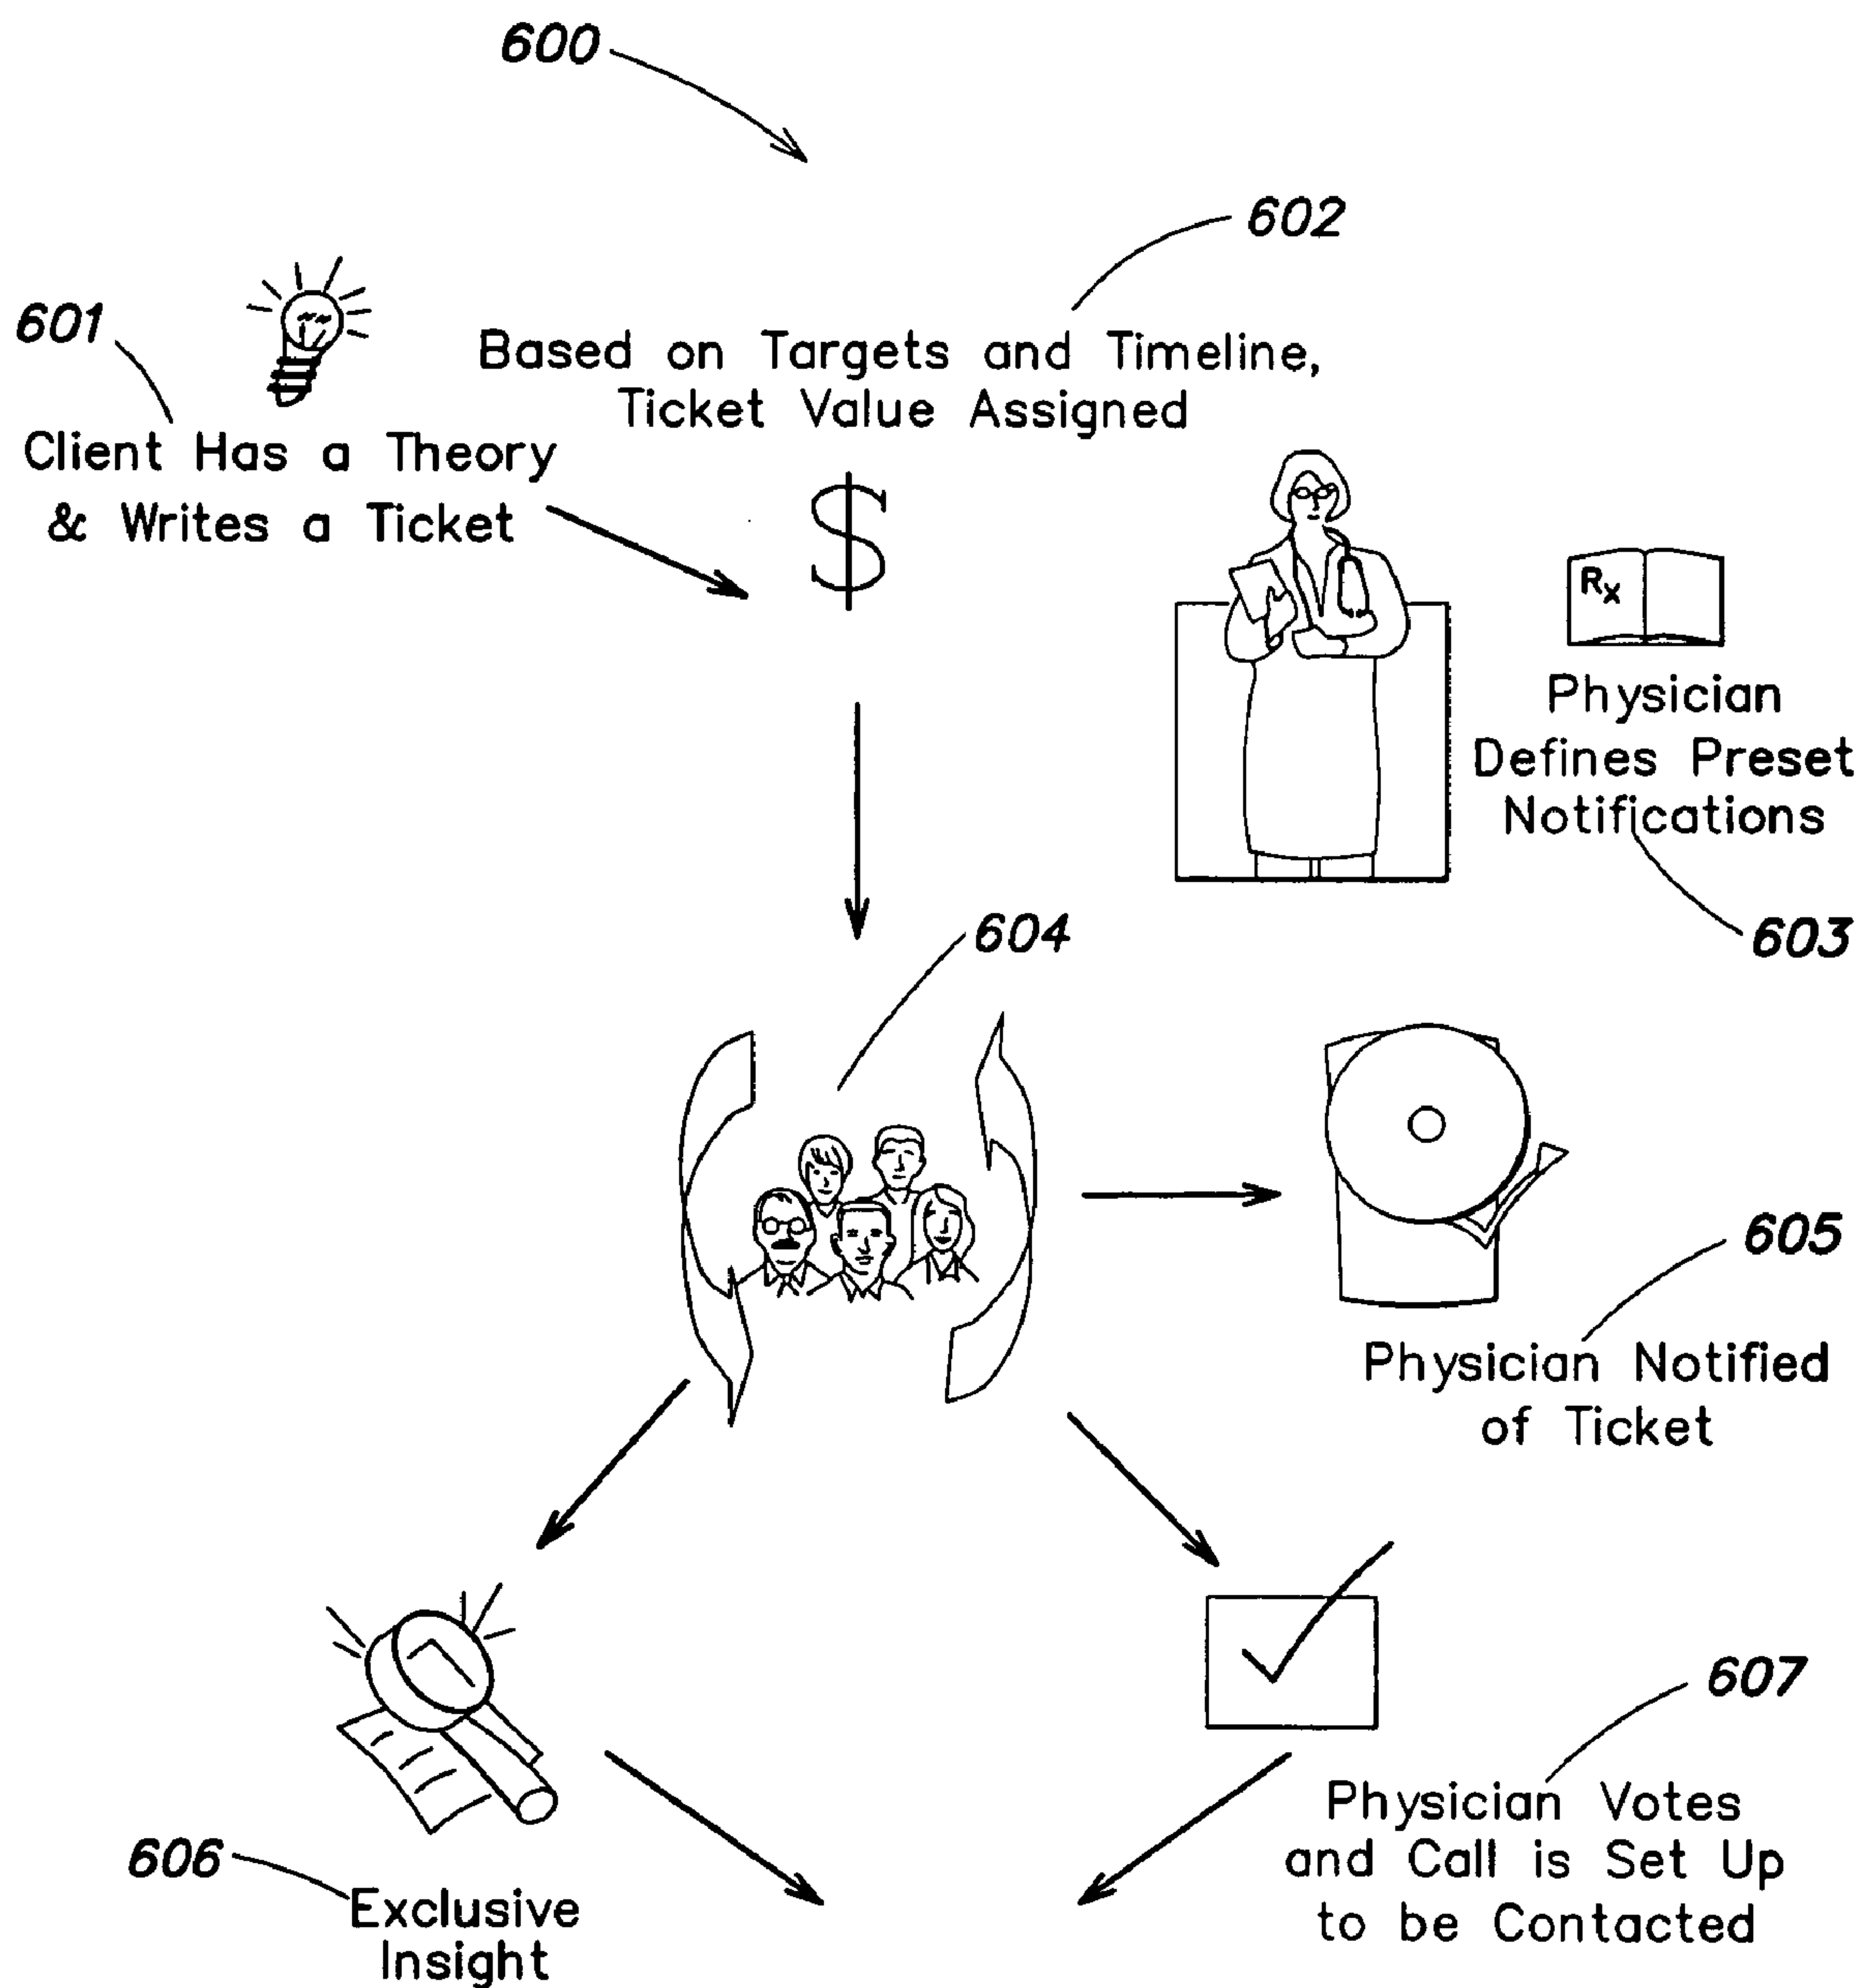 600
602
601
Based on Targets and Timeline,
Ticket Value Assigned
Client Has a Theory
& Writes a Ticket
$
Rx
Physician
Defines Preset
Notifications
603
604
605
Physician Notified
of Ticket
607
Physician Votes
and Call is Set Up
to be Contacted
606
Exclusive
Insight